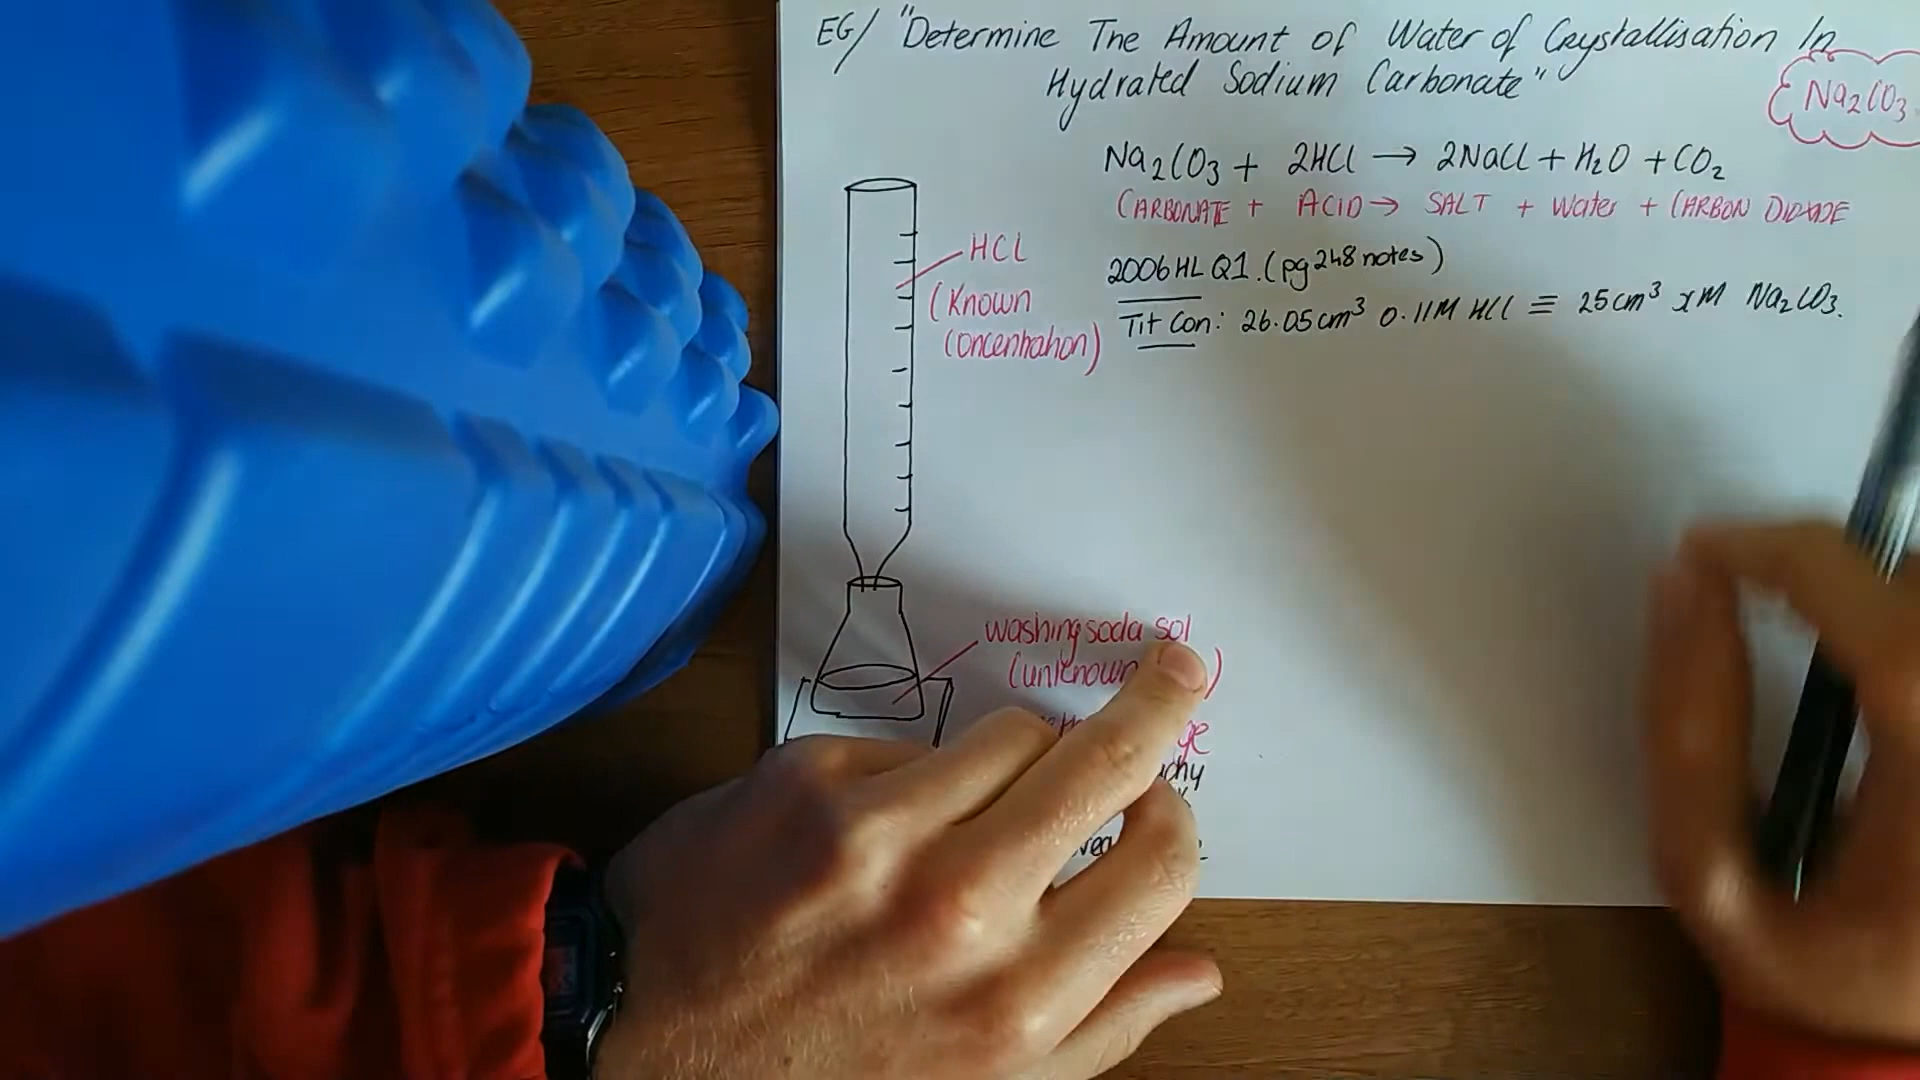 EG/ "Determine The Amount of Water of Crystallisation In
Hydrated Sodium Carbonate"
Na2CO3
Na2CO3 + 2HCl → 2NaCl + H2O + CO2
CARBONATE + ACID → SALT + Water + CARBON DIOXIDE
HCL
(Known
Concentration)
2006 HL Q1. (pg 248 notes)
Tit Con: 26.05cm3 0.11M HCl ≡ 25cm3 xM Na2CO3.
washing soda sol
(unknown )